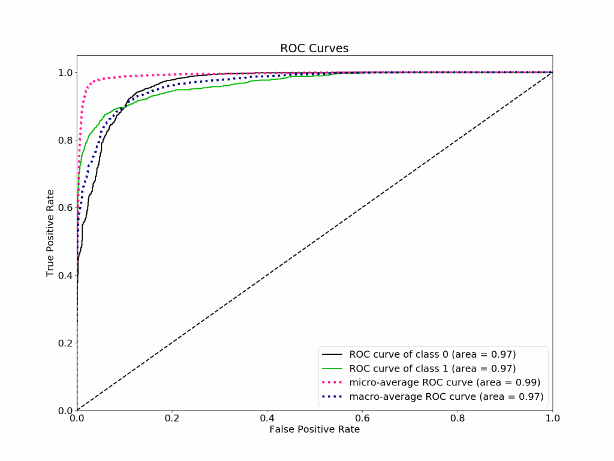 ROC Curves
True Positive Rate
1.0
0.8
0.6
0.4
0.2
0.0
0.0 0.2 0.4 0.6 0.8 1.0
False Positive Rate
ROC curve of class 0 (area = 0.97)
ROC curve of class 1 (area = 0.97)
micro-average ROC curve (area = 0.99)
macro-average ROC curve (area = 0.97)